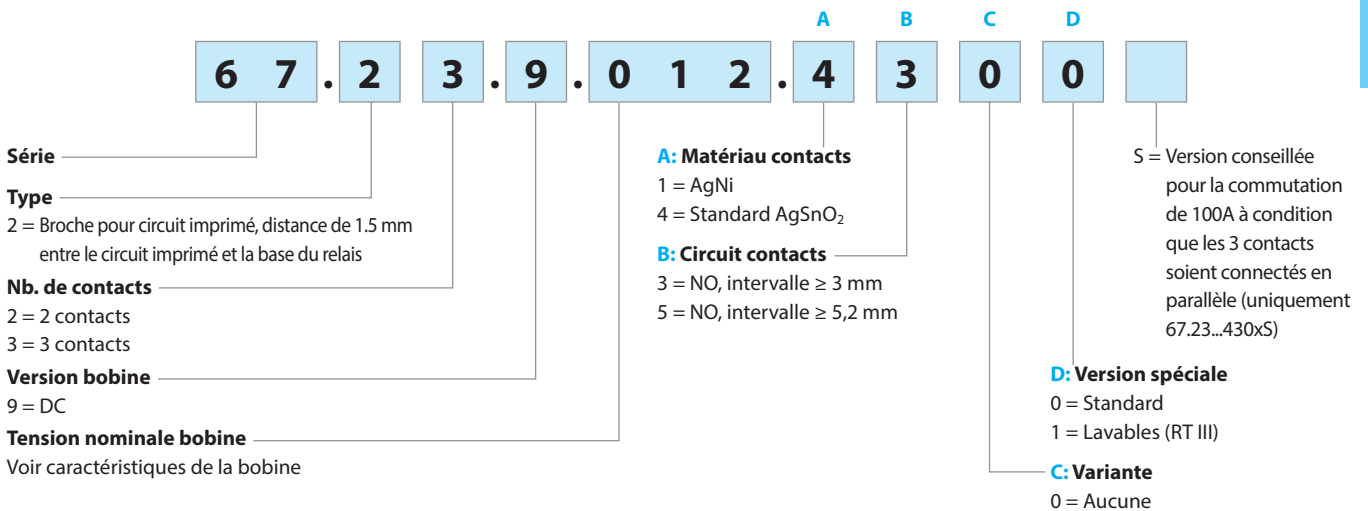 A B C D
6 7 . 2 3 . 9 . 0 1 2 . 4 3 0 0
Série
Type
2 = Broche pour circuit imprimé, distance de 1.5 mm
entre le circuit imprimé et la base du relais
Nb. de contacts
2 = 2 contacts
3 = 3 contacts
Version bobine
9 = DC
Tension nominale bobine
Voir caractéristiques de la bobine
A: Matériau contacts
1 = AgNi
4 = Standard AgSnO₂
B: Circuit contacts
3 = NO, intervalle ≥ 3 mm
5 = NO, intervalle ≥ 5,2 mm
S = Version conseillée
pour la commutation
de 100A à condition
que les 3 contacts
soient connectés en
parallèle (uniquement
67.23...430xS)
D: Version spéciale
0 = Standard
1 = Lavables (RT III)
C: Variante
0 = Aucune